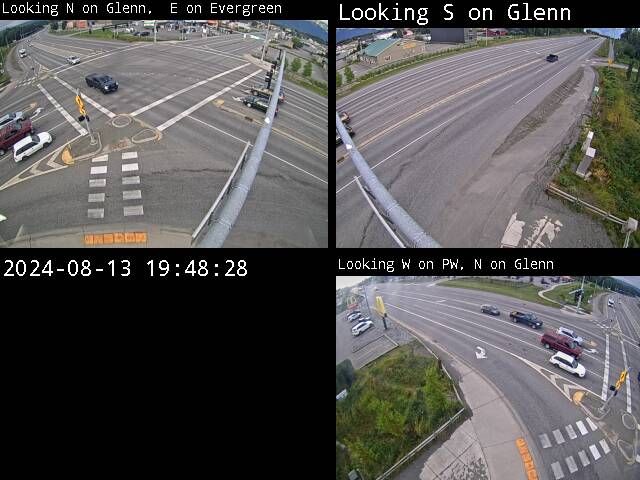 Looking N on Glenn,  E on Evergreen
Looking S on Glenn
2024-08-13 19:48:28
Looking W on PW, N on Glenn